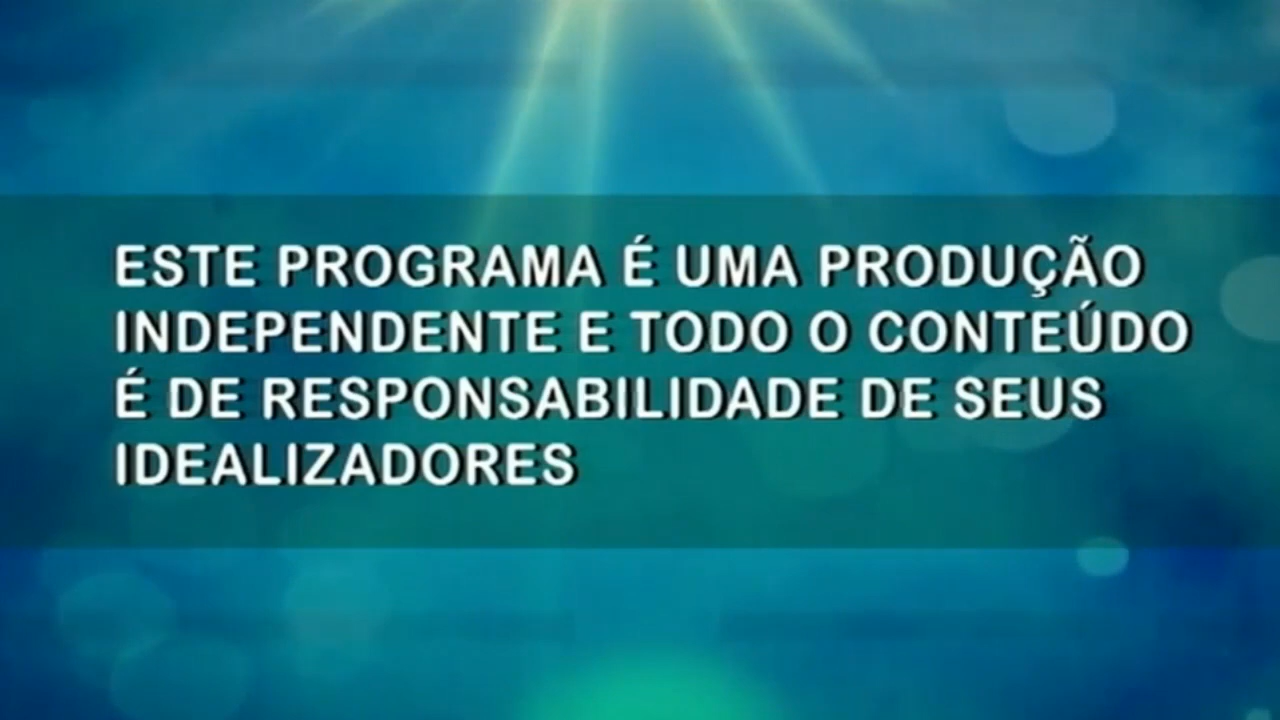 ESTE PROGRAMA É UMA PRODUÇÃO
INDEPENDENTE E TODO O CONTEÚDO
É DE RESPONSABILIDADE DE SEUS
IDEALIZADORES